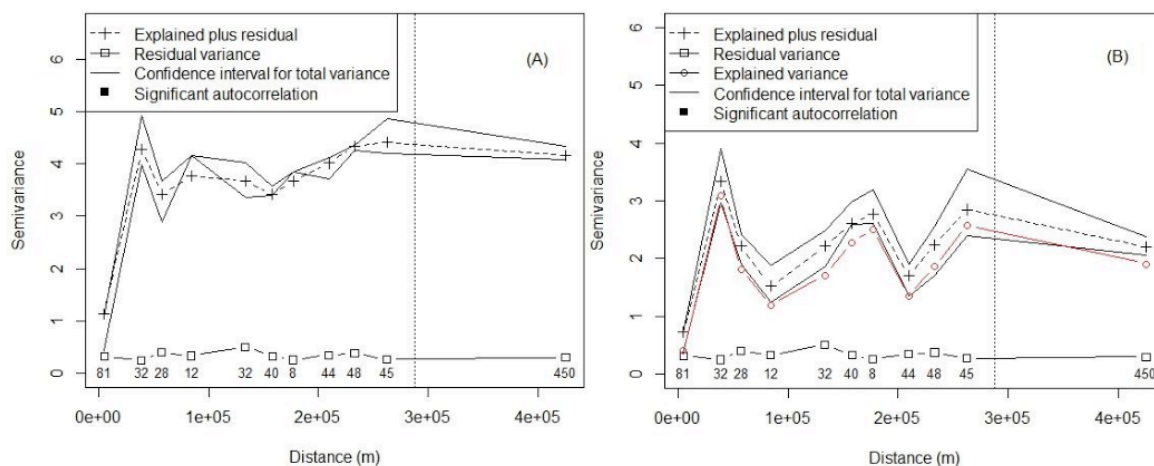 (A)
Explained plus residual
Residual variance
Confidence interval for total variance
Significant autocorrelation
6
5
4
3
2
1
0
Semivariance
81 32 28 12 32 40 8 44 48 45 450
0e+00 1e+05 2e+05 3e+05 4e+05
Distance (m)
(B)
Explained plus residual
Residual variance
Explained variance
Confidence interval for total variance
Significant autocorrelation
6
5
4
3
2
1
0
Semivariance
81 32 28 12 32 40 8 44 48 45 450
0e+00 1e+05 2e+05 3e+05 4e+05
Distance (m)